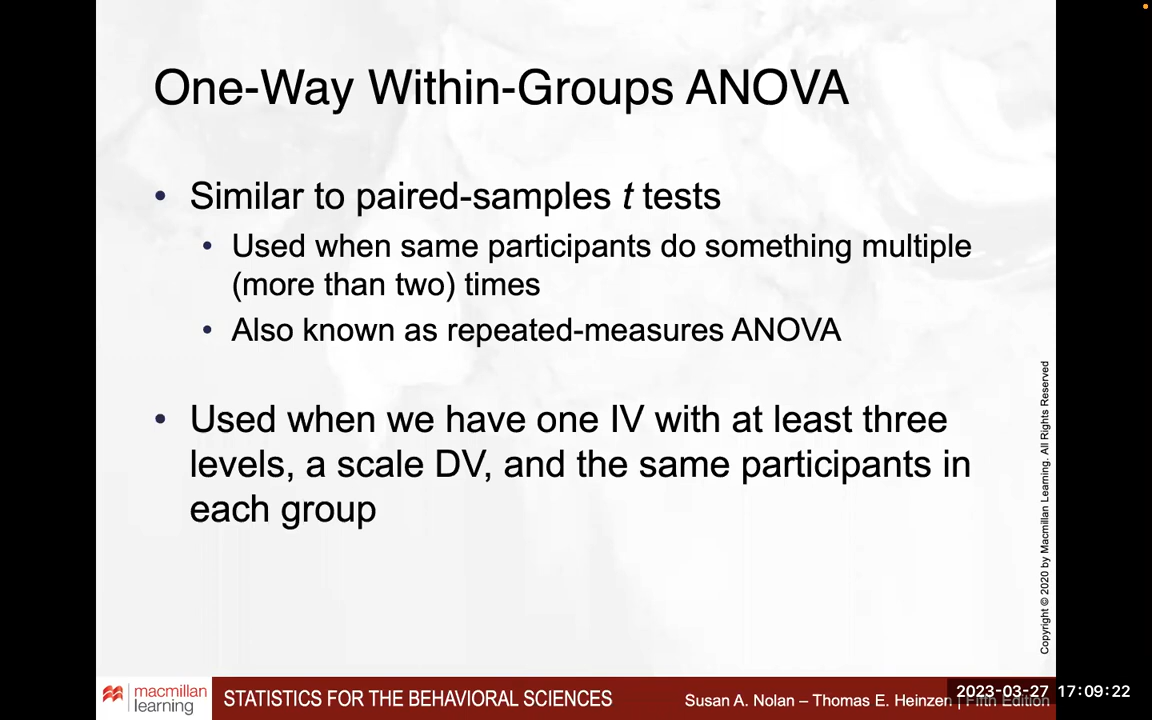 One-Way Within-Groups ANOVA
• Similar to paired-samples t tests
• Used when same participants do something multiple
(more than two) times
• Also known as repeated-measures ANOVA
• Used when we have one IV with at least three
levels, a scale DV, and the same participants in
each group
Copyright © 2020 by Macmillan Learning. All Rights Reserved
macmillan
learning
STATISTICS FOR THE BEHAVIORAL SCIENCES
Susan A. Nolan – Thomas E. Heinzen | Fifth Edition
2023-03-27 17:09:22